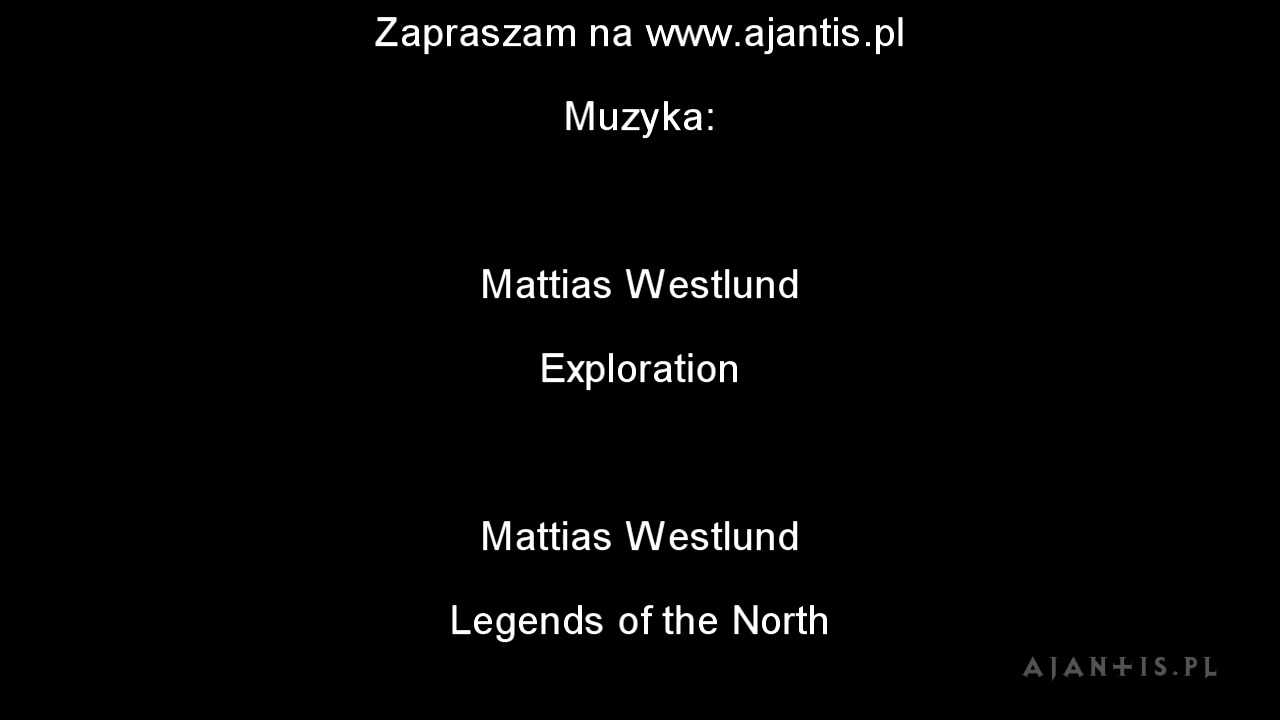 Zapraszam na www.ajantis.pl
Muzyka:
Mattias Westlund
Exploration
Mattias Westlund
Legends of the North
AJANTIS.PL